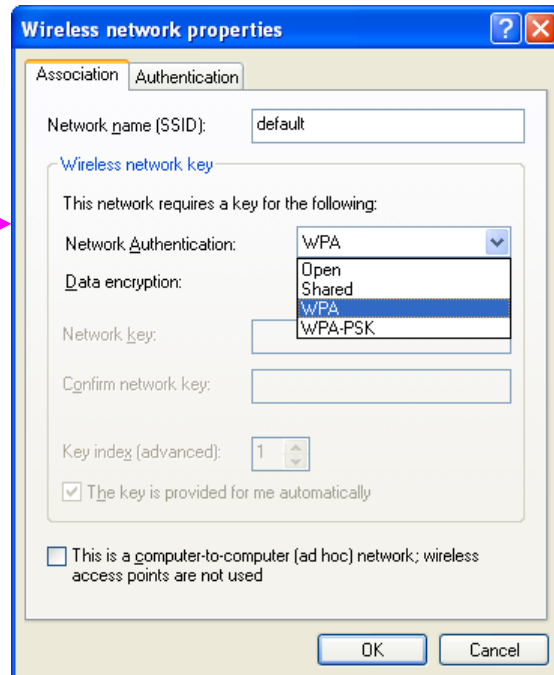 Wireless network properties
Association Authentication
Network name (SSID): default
Wireless network key
This network requires a key for the following:
Network Authentication: WPA
Open
Data encryption:
Shared
WPA
WPA-PSK
Network key:
Confirm network key:
Key index (advanced): 1
The key is provided for me automatically
This is a computer-to-computer (ad hoc) network; wireless
access points are not used
OK Cancel